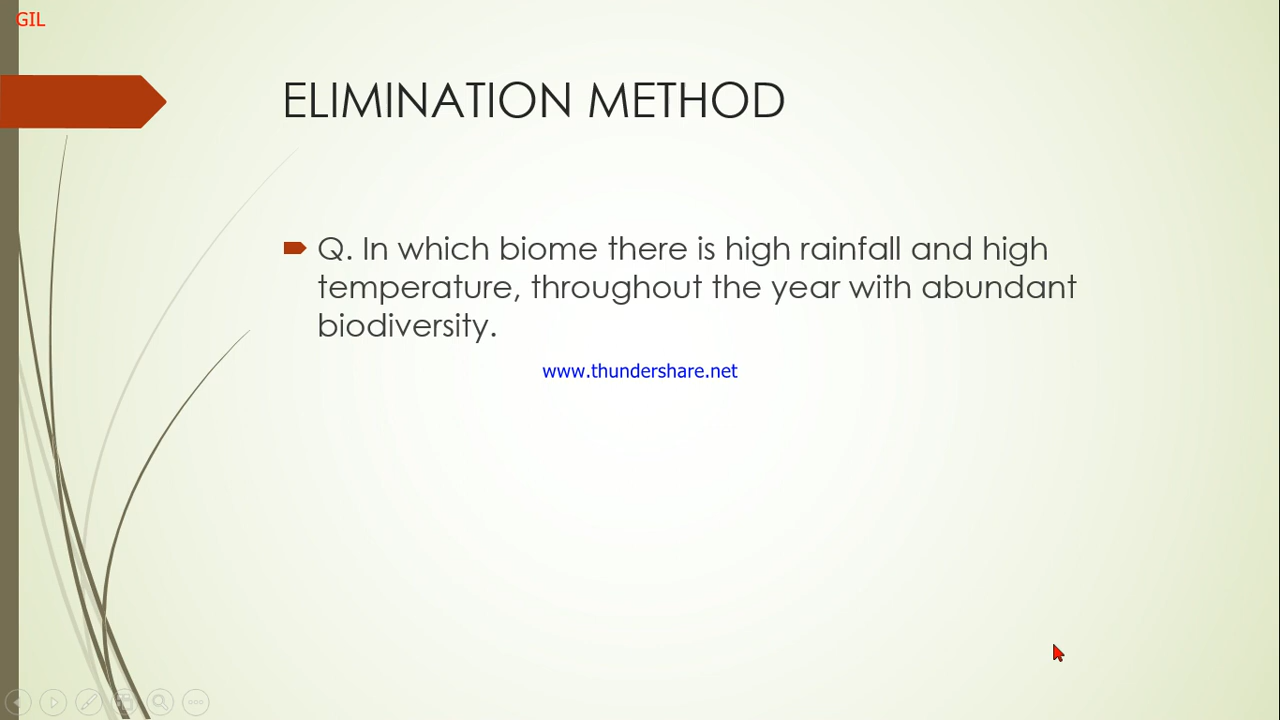 GIL
ELIMINATION METHOD
Q. In which biome there is high rainfall and high
temperature, throughout the year with abundant
biodiversity.
www.thundershare.net